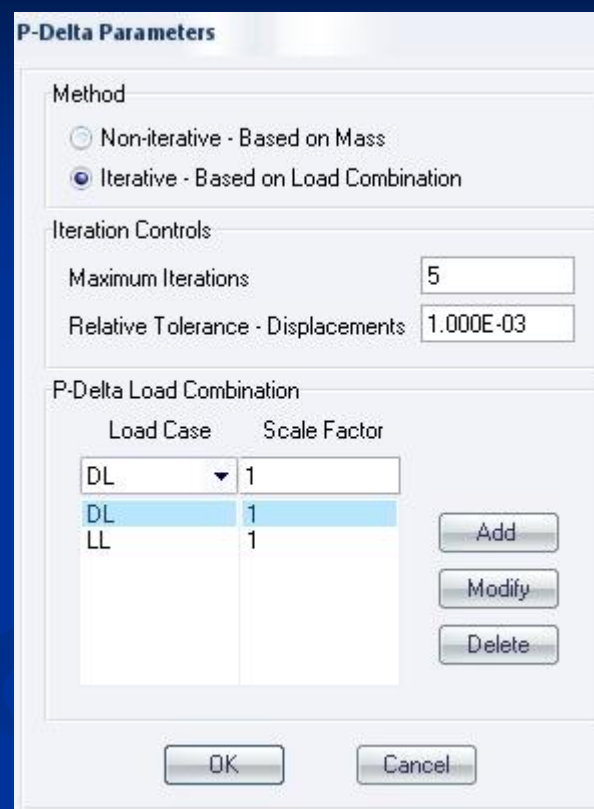 P-Delta Parameters
Method
Non-iterative - Based on Mass
Iterative - Based on Load Combination
Iteration Controls
Maximum Iterations 5
Relative Tolerance - Displacements 1.000E-03
P-Delta Load Combination
Load Case Scale Factor
DL 1
DL 1
LL 1
Add
Modify
Delete
OK Cancel